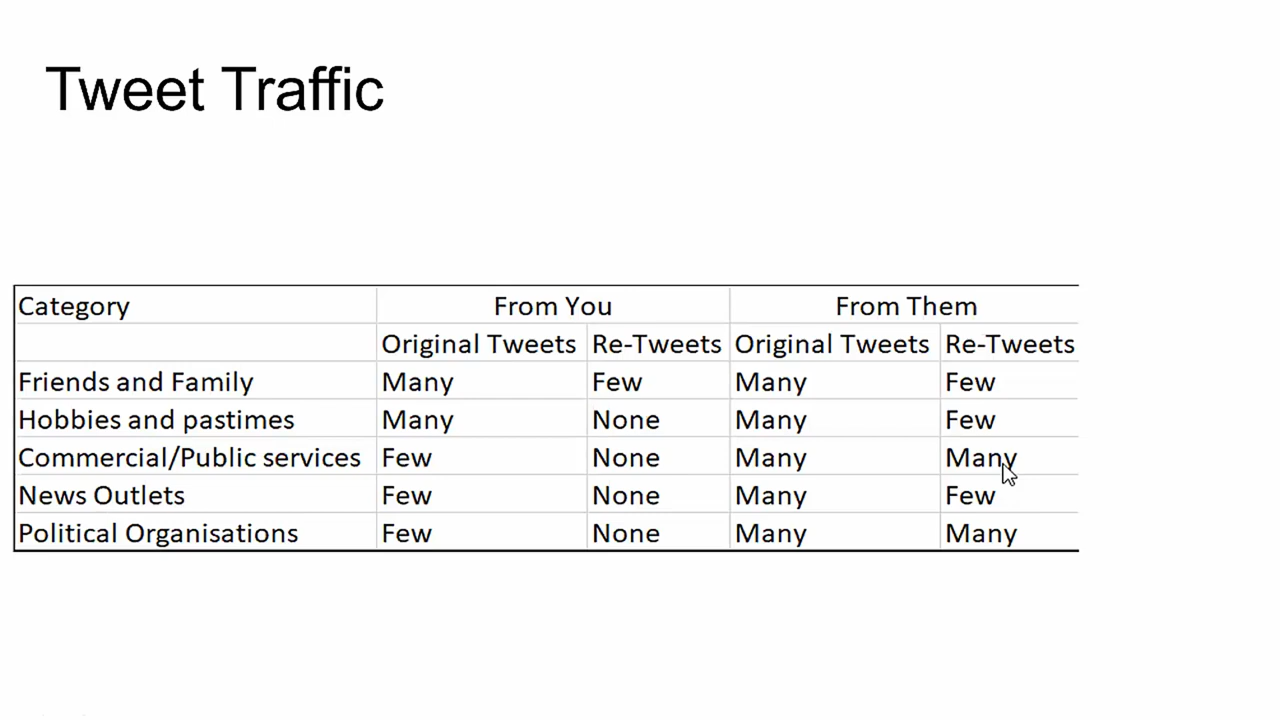 Tweet Traffic
Category From You From Them
Original Tweets Re-Tweets Original Tweets Re-Tweets
Friends and Family Many Few Many Few
Hobbies and pastimes Many None Many Few
Commercial/Public services Few None Many Many
News Outlets Few None Many Few
Political Organisations Few None Many Many